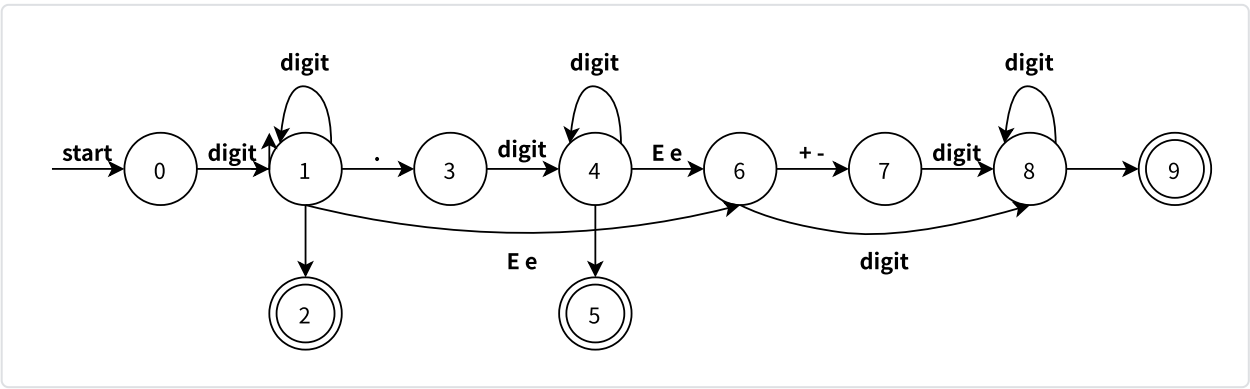 digit digit digit
start digit . digit E e + - digit
0 1 3 4 6 7 8 9
E e digit
2 5